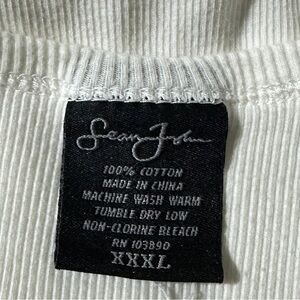 Sean John
100% COTTON
MADE IN CHINA
MACHINE WASH WARM
TUMBLE DRY LOW
NON-CLORINE BLEACH
RN 103890
XXXL